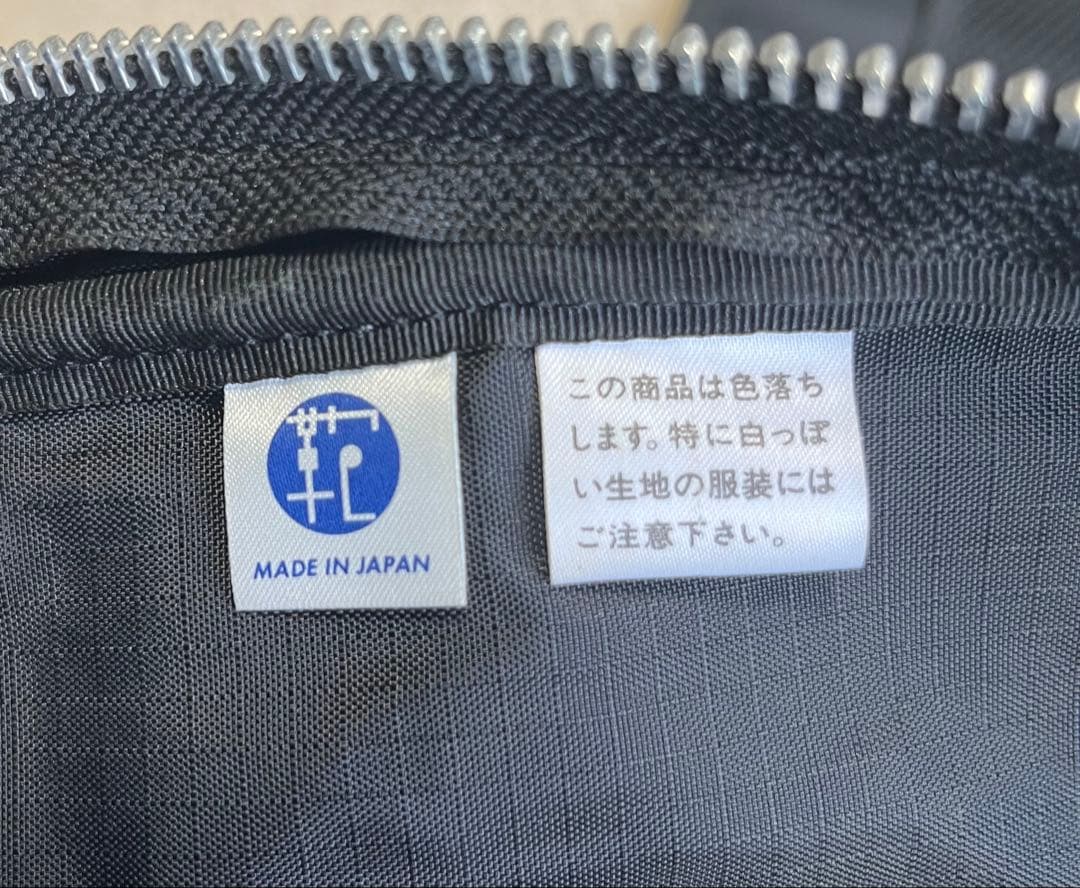 MADE IN JAPAN
この商品は色落ち
します。特に白っぽ
い生地の服装には
ご注意下さい。